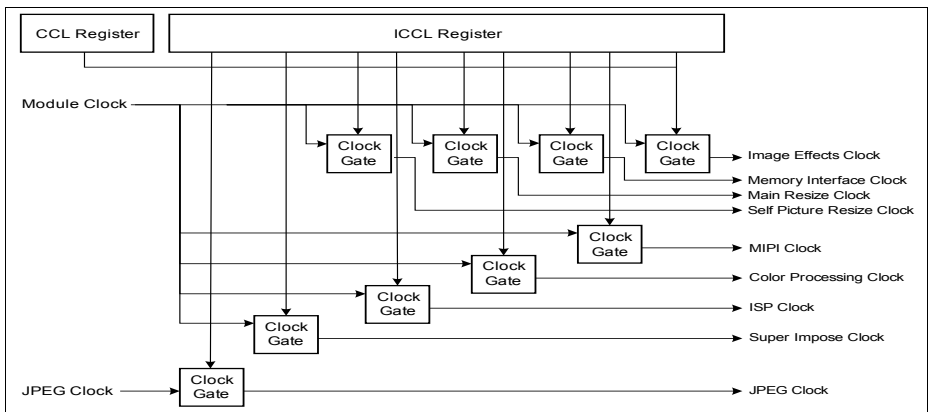 CCL Register
ICCL Register
Module Clock
Clock
Gate
Clock
Gate
Clock
Gate
Clock
Gate
Image Effects Clock
Memory Interface Clock
Main Resize Clock
Self Picture Resize Clock
Clock
Gate
MIPI Clock
Clock
Gate
Color Processing Clock
Clock
Gate
ISP Clock
Clock
Gate
Super Impose Clock
JPEG Clock
Clock
Gate
JPEG Clock